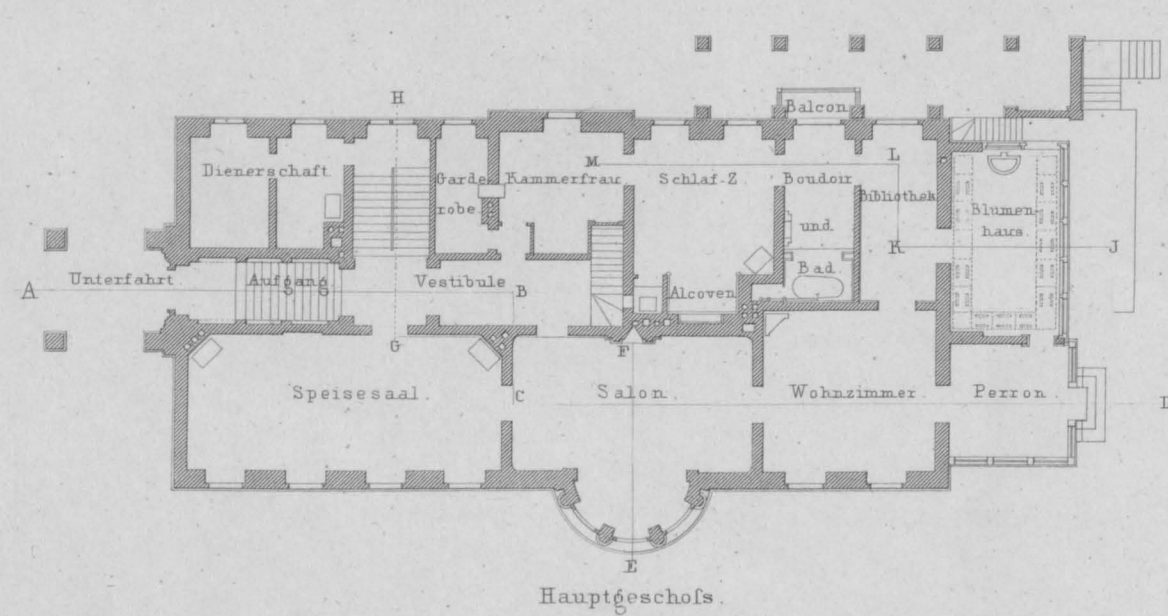 H
Balcon
Dienerschaft.
Garde
robe.
Kammerfrau
M
Schlaf-Z
Boudoir
und.
Bad.
L
Bibliothek
K
Blumen
haus.
J
A
Unterfahrt.
Aufgang
Vestibule
B
Alcoven
G
F
Speisesaal.
C
Salon.
Wohnzimmer.
Perron.
E
Hauptgeschoſs.